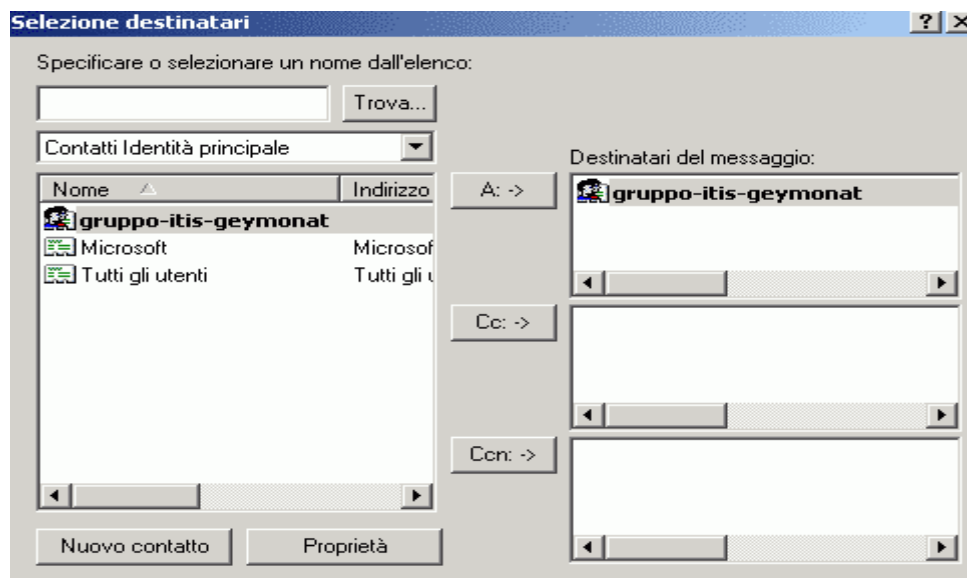 Selezione destinatari
Specificare o selezionare un nome dall'elenco:
Trova...
Contatti Identità principale
Nome
Indirizzo
gruppo-itis-geymonat
Microsoft
Microsof
Tutti gli utenti
Tutti gli u
Nuovo contatto
Proprietà
A: ->
Cc: ->
Ccn: ->
Destinatari del messaggio:
gruppo-itis-geymonat